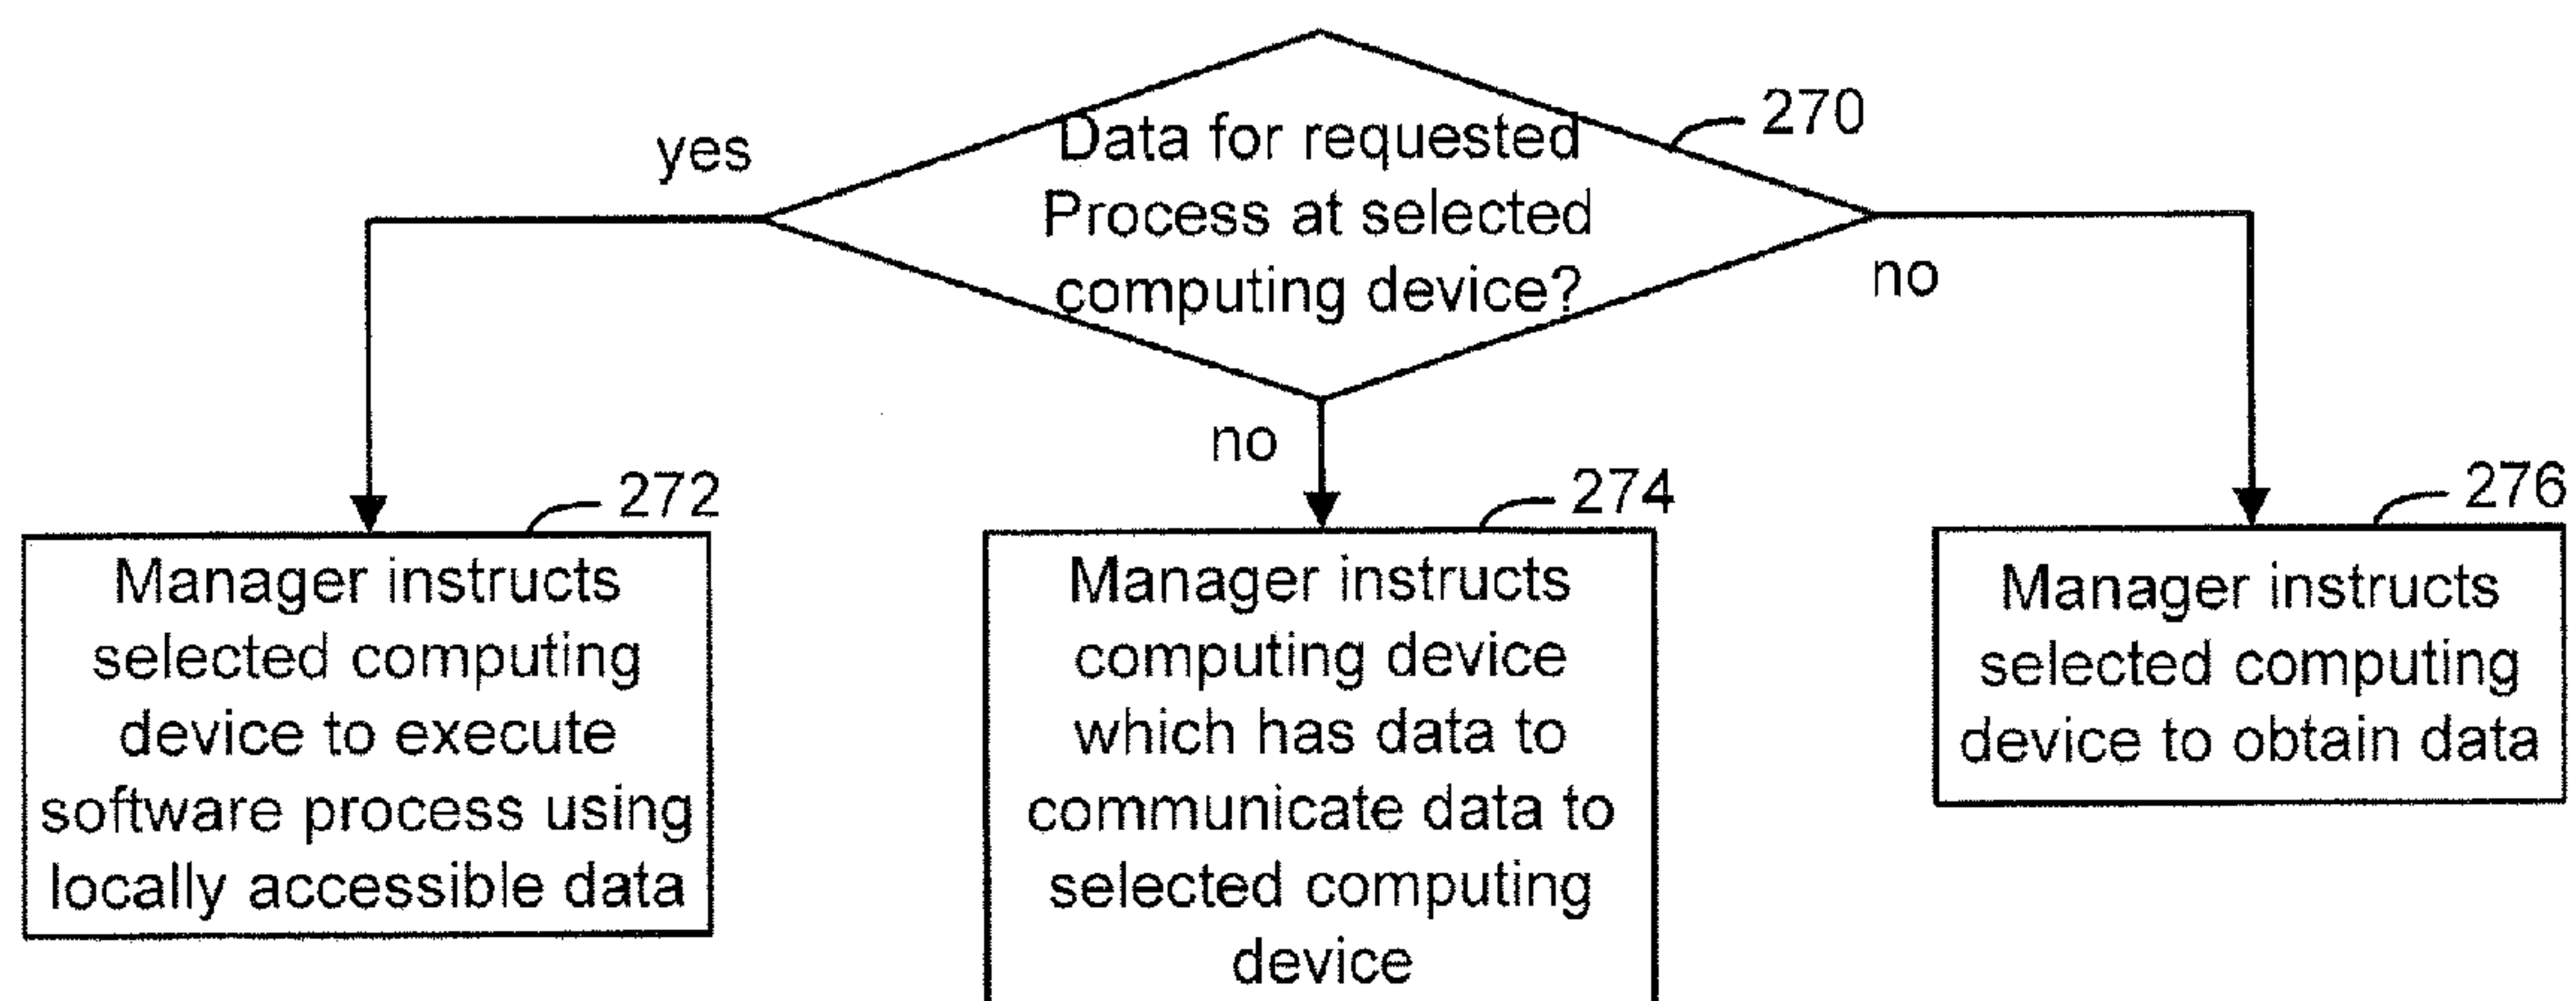 Data for requested
Process at selected
computing device?
270
yes
no
no
272
Manager instructs
selected computing
device to execute
software process using
locally accessible data
274
Manager instructs
computing device
which has data to
communicate data to
selected computing
device
276
Manager instructs
selected computing
device to obtain data